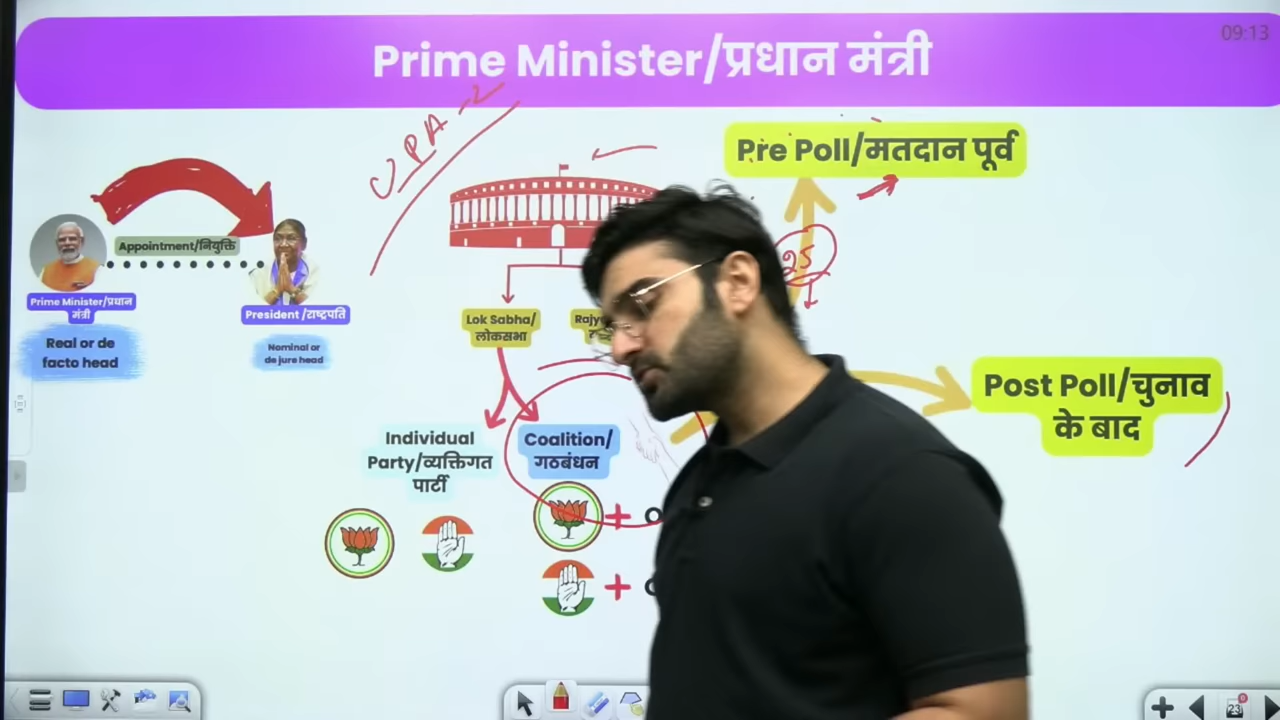 09:13
Prime Minister/प्रधान मंत्री
UPA-2
Pre Poll/मतदान पूर्व
Appointment/नियुक्ति
25
Prime Minister/प्रधान
मंत्री
President /राष्ट्रपति
Real or de
facto head
Nominal or
de jure head
Lok Sabha/
लोकसभा
Post Poll/चुनाव
के बाद
Individual
Party/व्यक्तिगत
पार्टी
Coalition/
गठबंधन
+
+
23